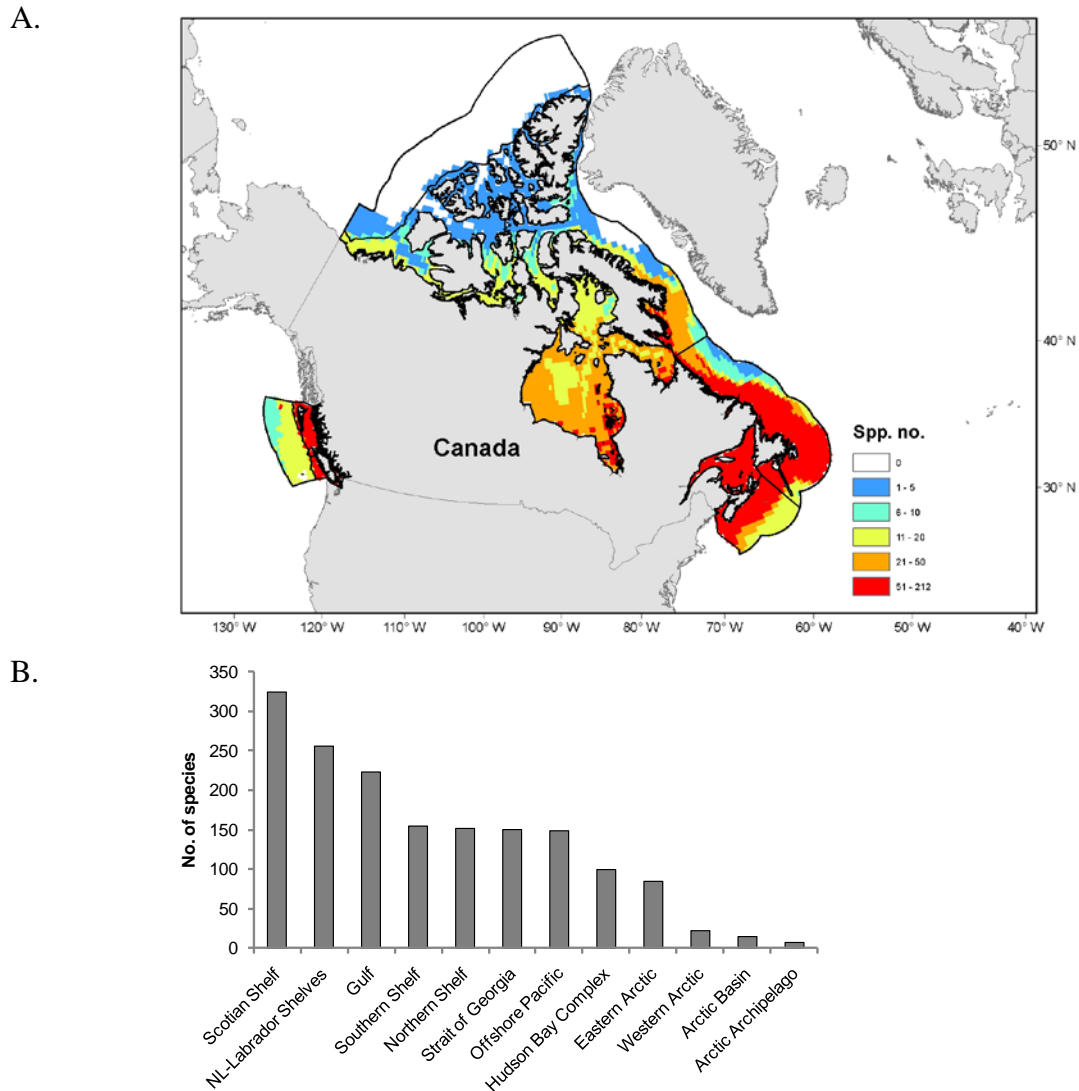 A.
50° N
40° N
30° N
Canada
Spp. no.
0
1 - 5
6 - 10
11 - 20
21 - 50
51 - 212
130° W
120° W
110° W
100° W
90° W
80° W
70° W
60° W
50° W
40° W
B.
No. of species
350
300
250
200
150
100
50
0
Scotian Shelf
NL-Labrador Shelves
Gulf
Southern Shelf
Northern Shelf
Strait of Georgia
Offshore Pacific
Hudson Bay Complex
Eastern Arctic
Western Arctic
Arctic Basin
Arctic Archipelago